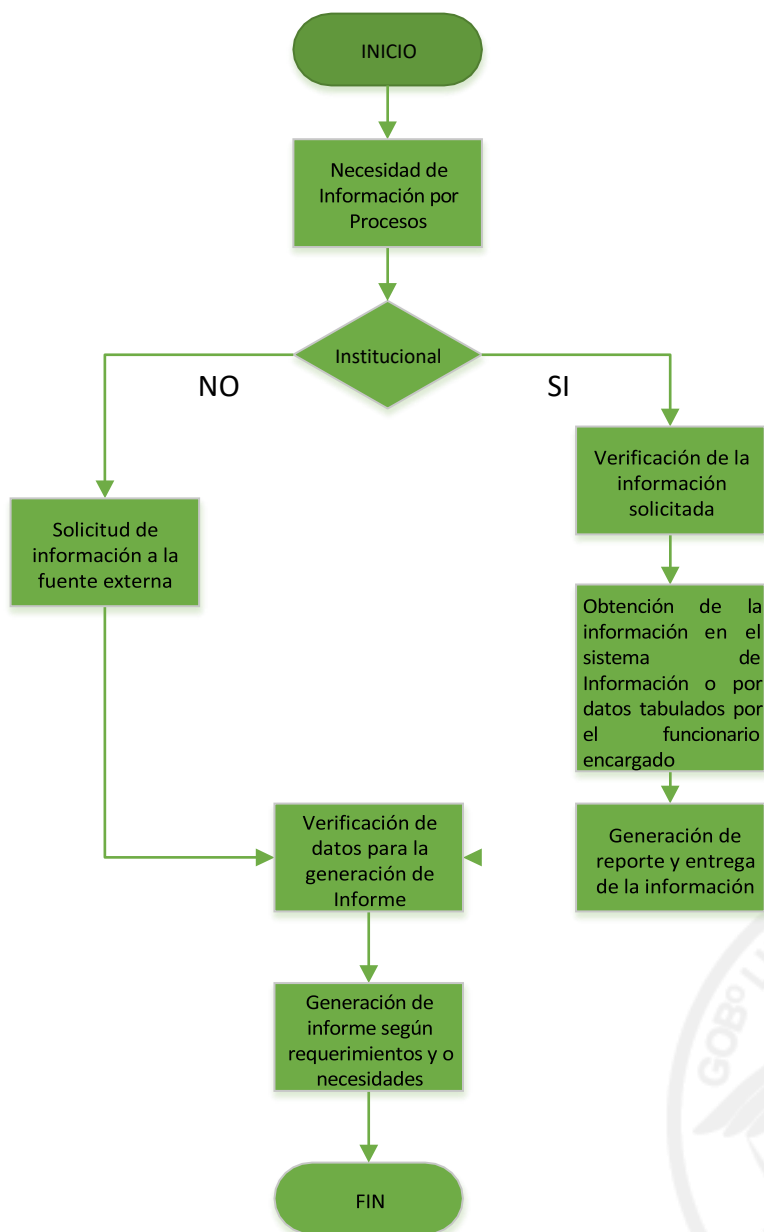 INICIO
Necesidad de
Información por
Procesos
Institucional
NO
SI
Verificación de la
información
solicitada
Solicitud de
información a la
fuente externa
Obtención de la
información en el
sistema de
Información o por
datos tabulados por
el funcionario
encargado
Verificación de
datos para la
generación de
Informe
Generación de
reporte y entrega
de la información
Generación de
informe según
requerimientos y o
necesidades
FIN
GOBº